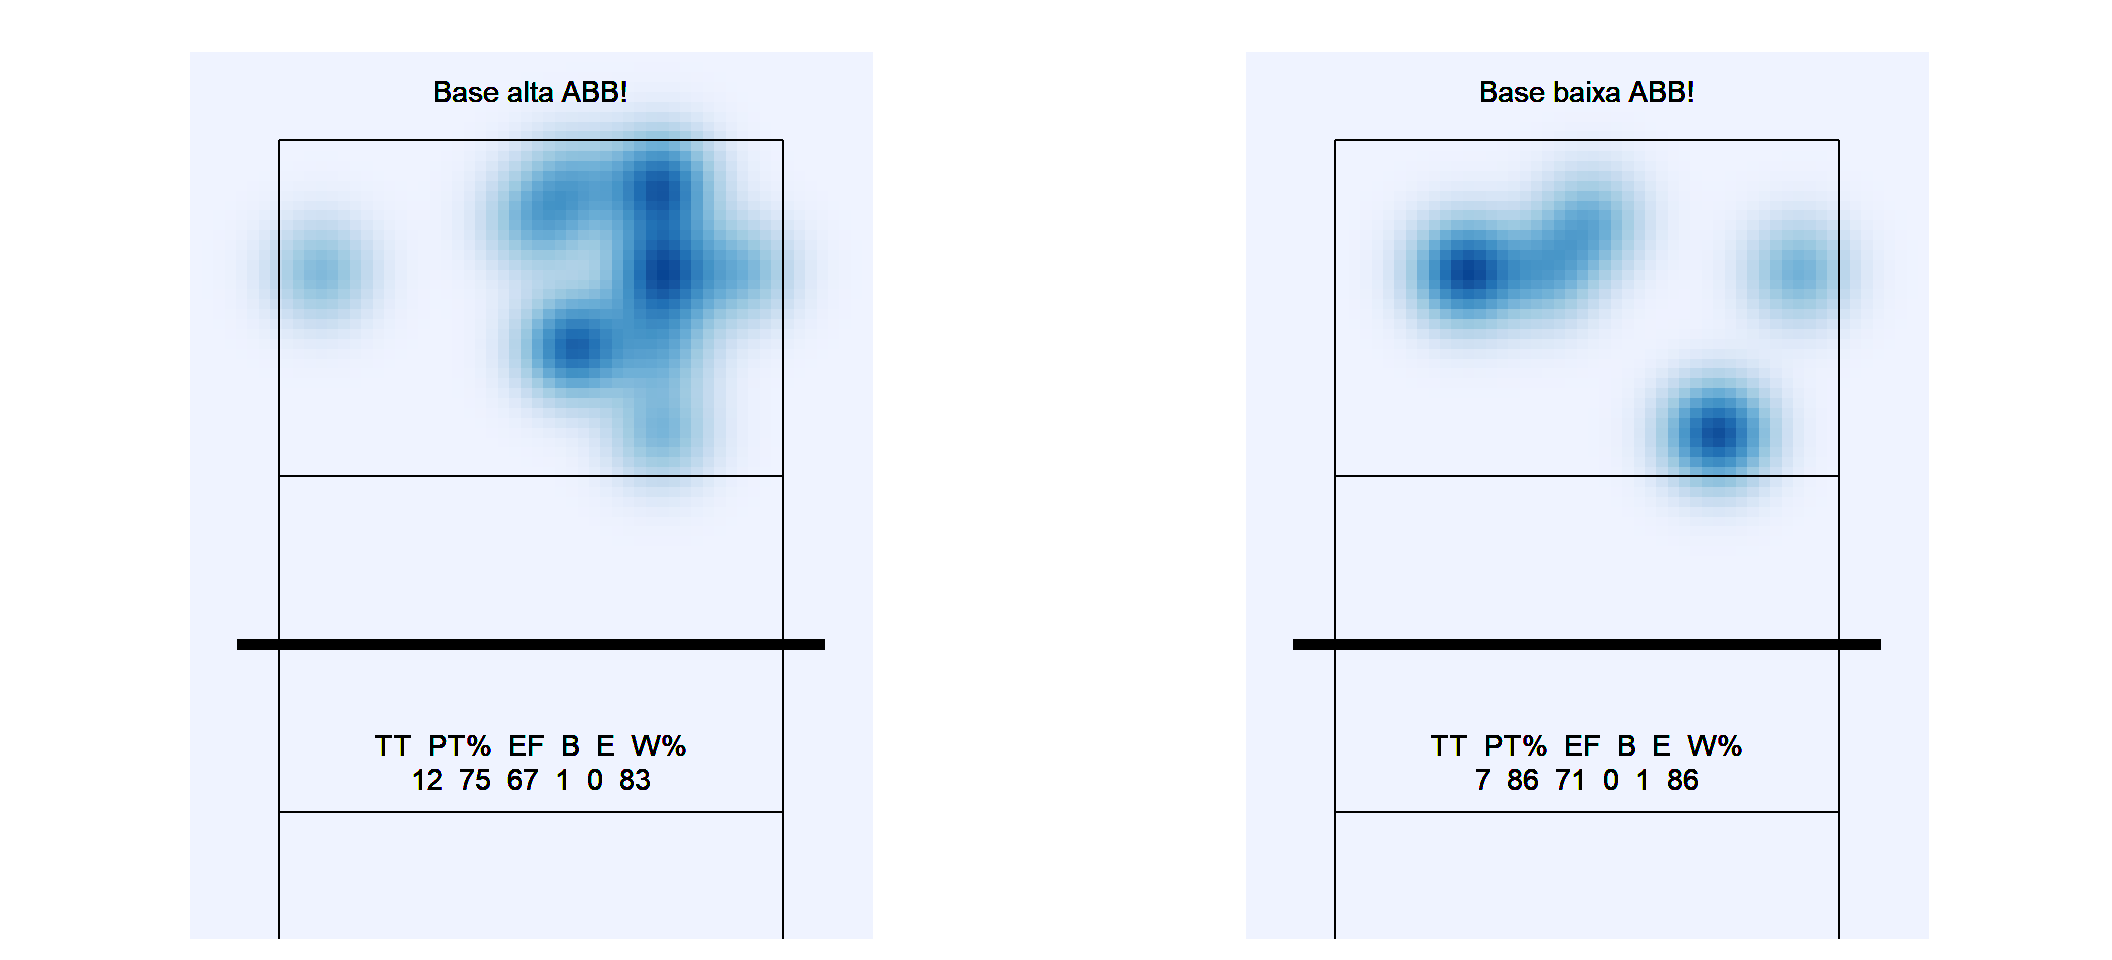 Base alta ABB!
TT PT% EF B E W%
12 75 67 1 0 83
Base baixa ABB!
TT PT% EF B E W%
7 86 71 0 1 86